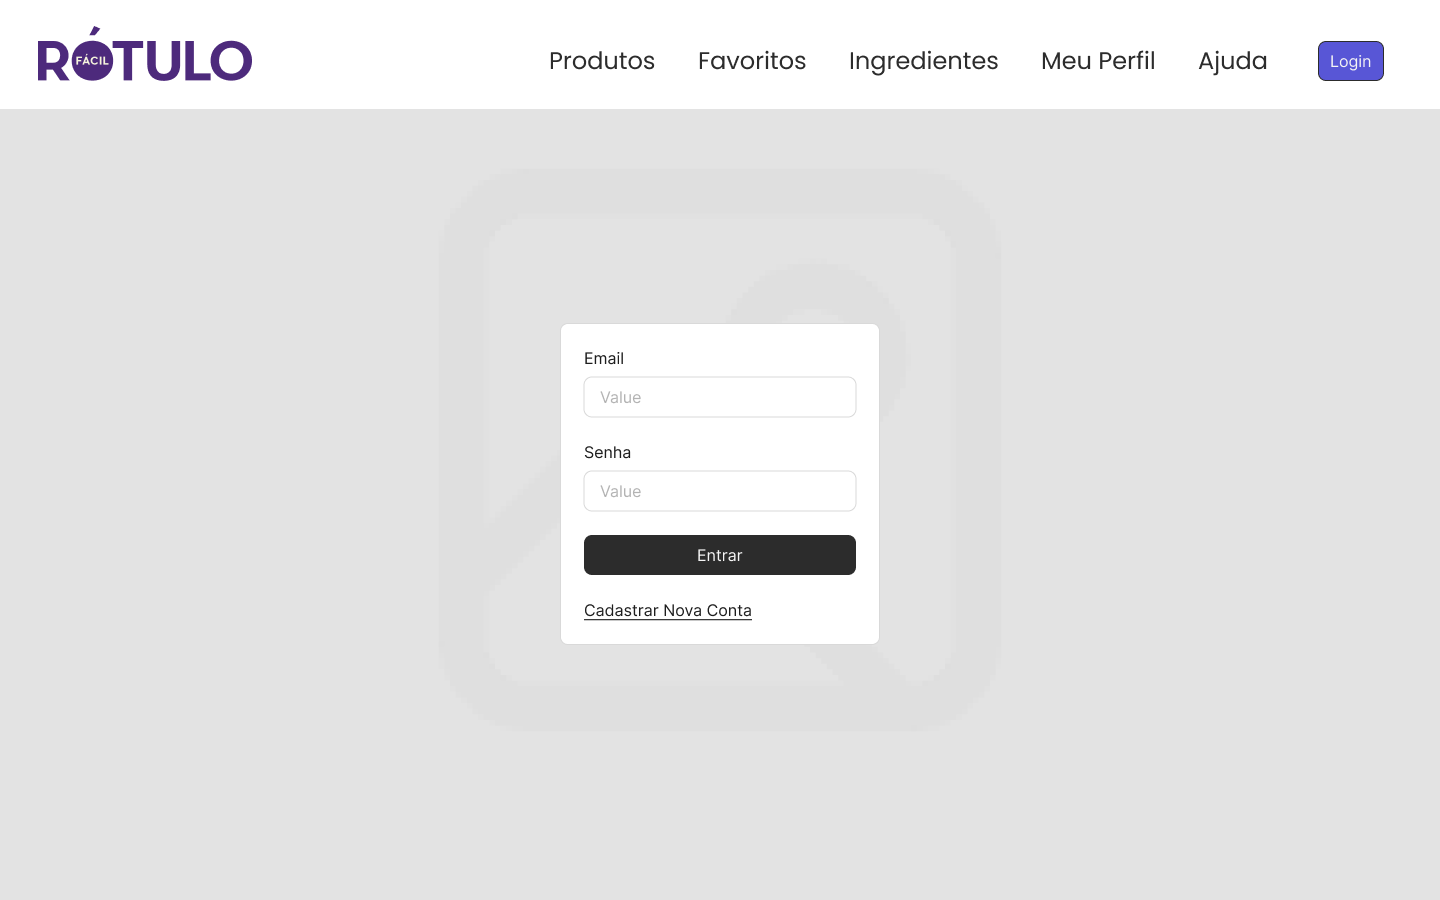 RÓTULO
FÁCIL
Produtos Favoritos Ingredientes Meu Perfil Ajuda Login
Email
Value
Senha
Value
Entrar
Cadastrar Nova Conta